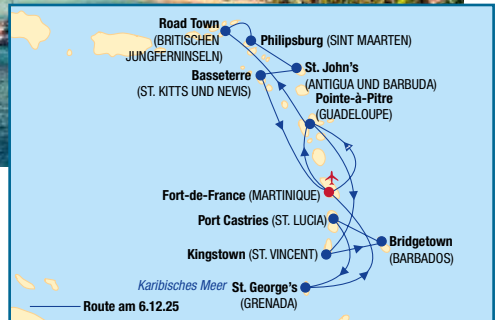 Road Town
(BRITISCHEN
JUNGFERNINSELN)
Philipsburg (SINT MAARTEN)
St. John's
(ANTIGUA UND BARBUDA)
Basseterre
(ST. KITTS UND NEVIS)
Pointe-à-Pitre
(GUADELOUPE)
Fort-de-France (MARTINIQUE)
Port Castries (ST. LUCIA)
Bridgetown
(BARBADOS)
Kingstown (ST. VINCENT)
Karibisches Meer
St. George's
(GRENADA)
Route am 6.12.25